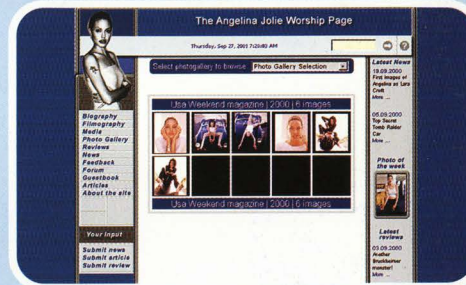 The Angelina Jolie Worship Page
Thursday, Sep 27, 2001 7:25:03 AM
Select photogallery to browse
Photo Gallery Selection
Biography
Filmography
Media
Photo Gallery
Reviews
News
Feedback
Forum
Guestbook
Articles
About the site
Your Input
Submit news
Submit article
Submit review
Usa Weekend magazine | 2000 | 6 images
Usa Weekend magazine | 2000 | 6 images
Latest News
19.09.2000
First images of
Angelina as Lara
Croft
More ...
05.09.2000
Top Secret
Tomb Raider
Car
More ...
Photo of
the week
Latest
reviews
03.09.2000
Another
Bruckheimer
monster!
More ...